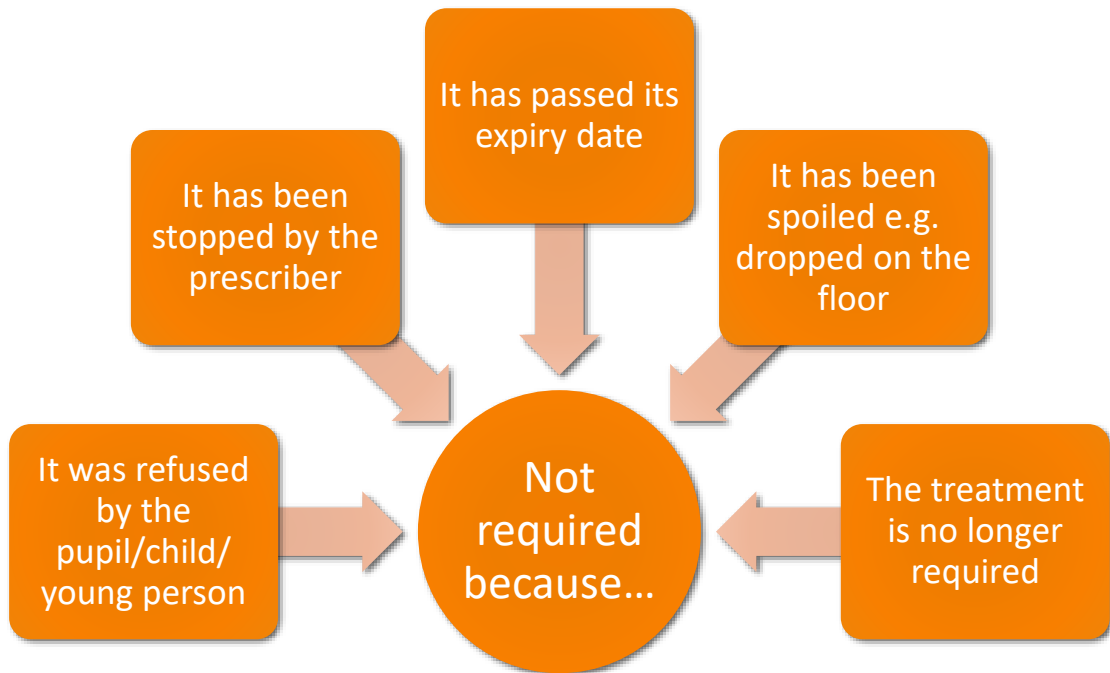 It was refused
by the
pupil/child/
young person
It has been
stopped by the
prescriber
It has passed its
expiry date
It has been
spoiled e.g.
dropped on the
floor
The treatment
is no longer
required
Not
required
because…